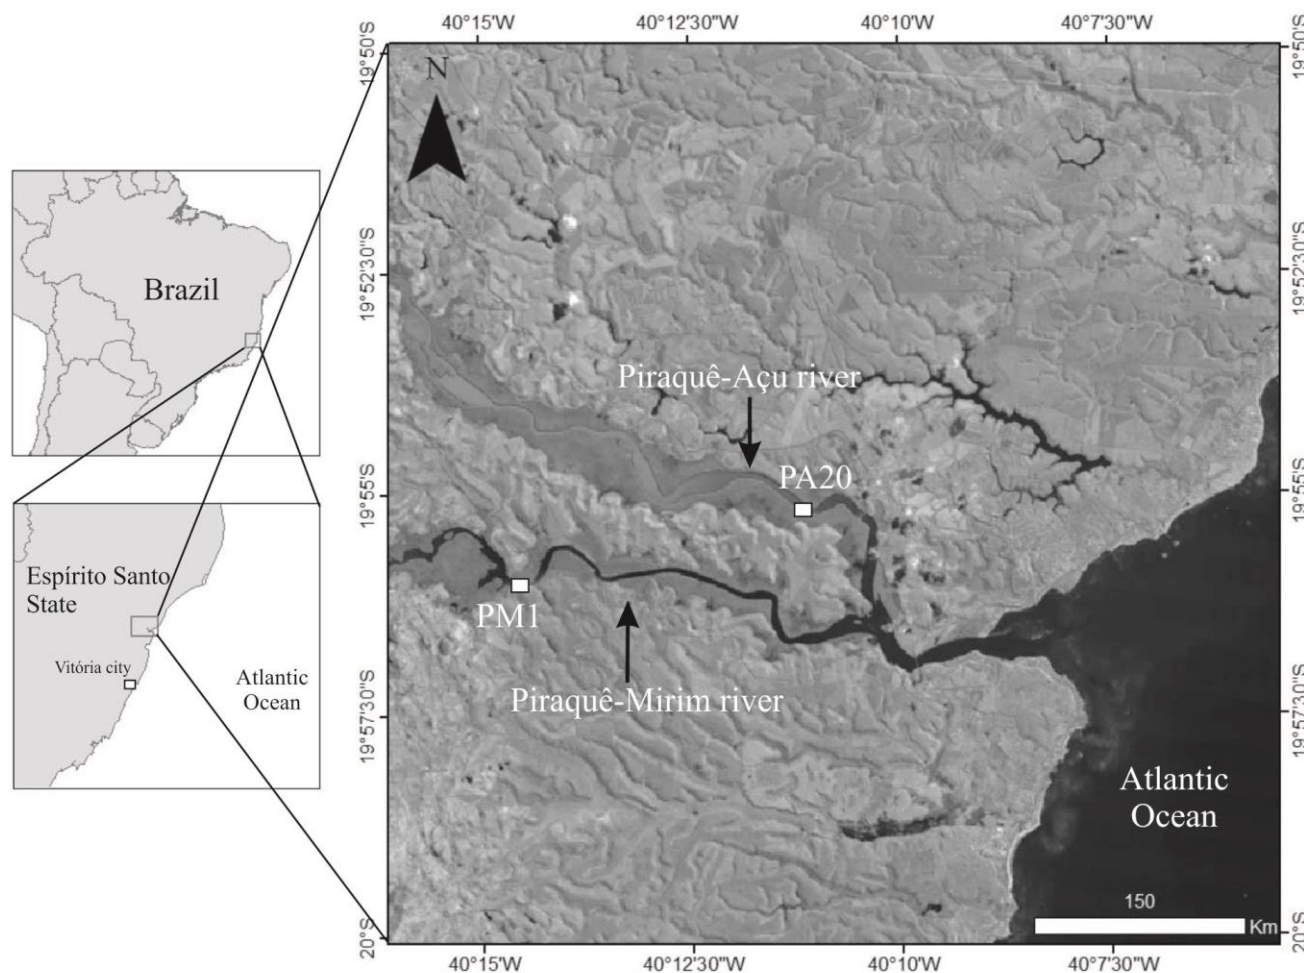 40°15'W 40°12'30"W 40°10'W 40°7'30"W
19°50'S
19°50'S
N
Brazil
19°52'30"S
19°52'30"S
Piraquê-Açu river
PA20
19°55'S
19°55'S
Espírito Santo
State
PM1
Vitória city
Atlantic
Ocean
Piraquê-Mirim river
19°57'30"S
19°57'30"S
Atlantic
Ocean
150
Km
20°S
20°S
40°15'W 40°12'30"W 40°10'W 40°7'30"W